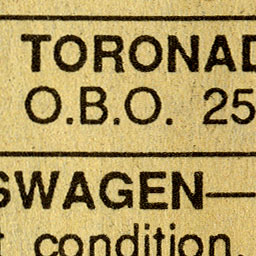 TORONAD
O.B.O. 25
SWAGEN—
t condition.